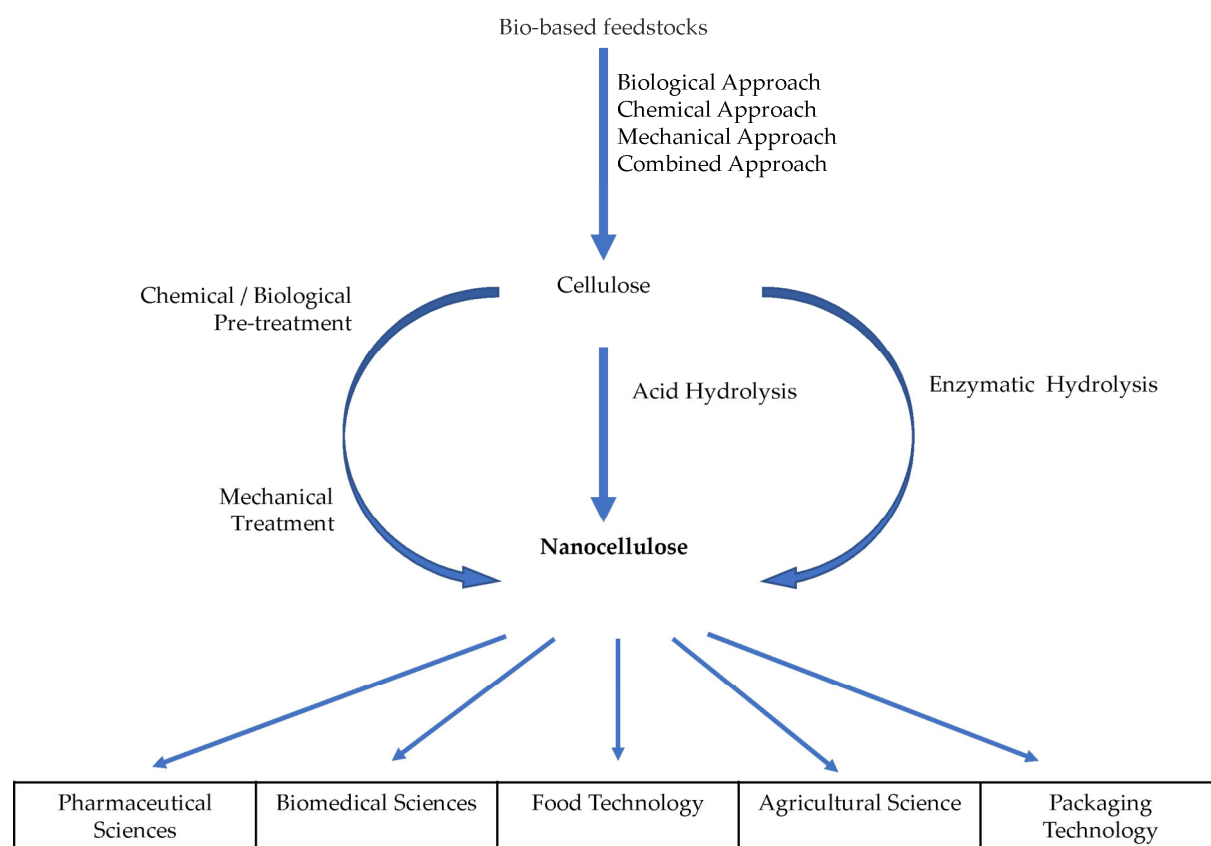 Bio-based feedstocks
Biological Approach
Chemical Approach
Mechanical Approach
Combined Approach
Cellulose
Chemical / Biological
Pre-treatment
Acid Hydrolysis
Enzymatic Hydrolysis
Mechanical
Treatment
Nanocellulose
Pharmaceutical
Sciences
Biomedical Sciences
Food Technology
Agricultural Science
Packaging
Technology